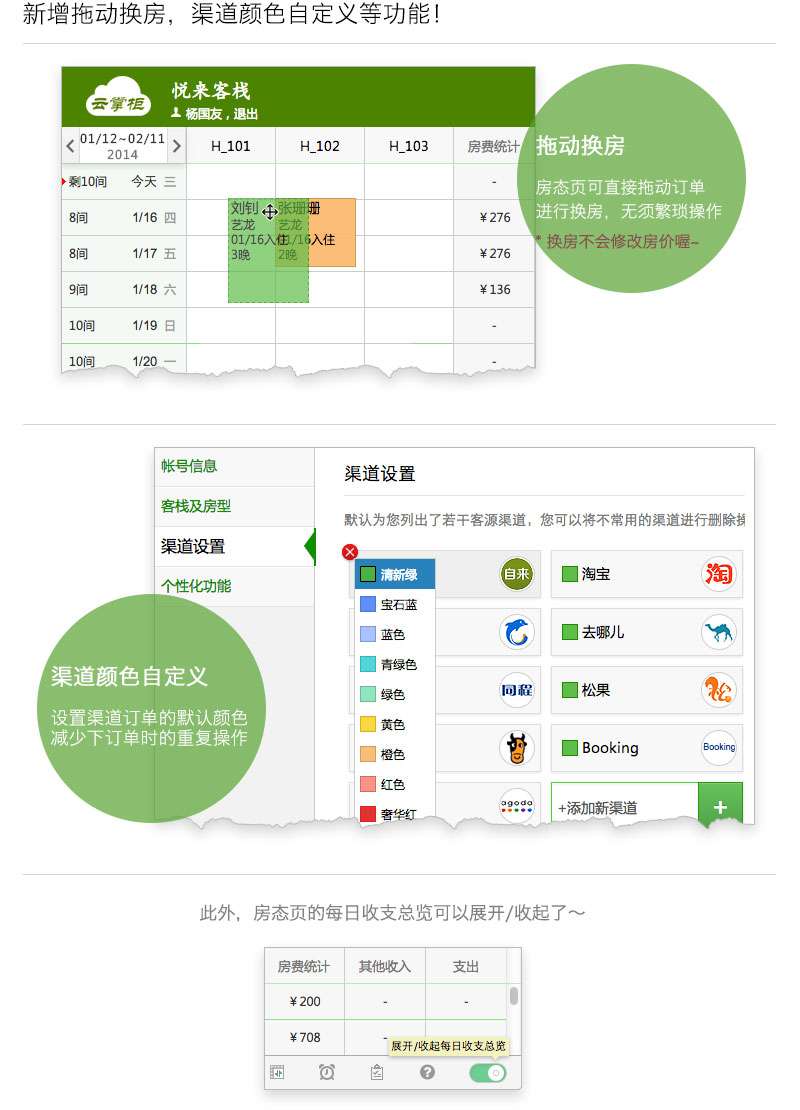 新增拖动换房，渠道颜色自定义等功能！
云掌柜
悦来客栈
杨国友，退出
01/12~02/11
2014
H_101 H_102 H_103 房费统计
剩10间 今天 三 -
8间 1/16 四 ￥276
8间 1/17 五 ￥276
9间 1/18 六 ￥136
10间 1/19 日 -
10间 1/20 一 -
刘钊
艺龙
01/16入住
3晚
张珊珊
艺龙
01/16入住
2晚
拖动换房
房态页可直接拖动订单
进行换房，无须繁琐操作
* 换房不会修改房价喔~
帐号信息
客栈及房型
渠道设置
个性化功能
渠道设置
默认为您列出了若干客源渠道，您可以将不常用的渠道进行删除操
清新绿
宝石蓝
蓝色
青绿色
绿色
黄色
橙色
红色
奢华红
自来
同程
agoda
淘宝 淘
去哪儿
松果
Booking Booking
+添加新渠道 +
渠道颜色自定义
设置渠道订单的默认颜色
减少下订单时的重复操作
此外，房态页的每日收支总览可以展开/收起了～
房费统计 其他收入 支出
￥200 - -
￥708 -
展开/收起每日收支总览
?